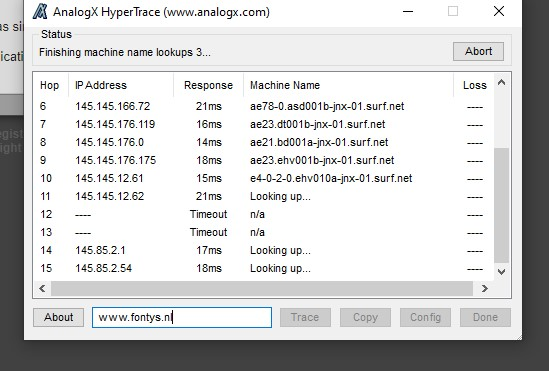 AnalogX HyperTrace (www.analogx.com)
as si
Status
Finishing machine name lookups 3...
Abort
icati
Hop IP Address Response Machine Name Loss
6 145.145.166.72 21ms ae78-0.asd001b-jnx-01.surf.net ----
7 145.145.176.119 16ms ae23.dt001b-jnx-01.surf.net ----
8 145.145.176.0 14ms ae21.bd001a-jnx-01.surf.net ----
9 145.145.176.175 18ms ae23.ehv001b-jnx-01.surf.net ----
10 145.145.12.61 15ms e4-0-2-0.ehv010a-jnx-01.surf.net ----
11 145.145.12.62 21ms Looking up... ----
12 ---- Timeout n/a ----
13 ---- Timeout n/a ----
14 145.85.2.1 17ms Looking up... ----
15 145.85.2.54 18ms Looking up... ----
egist
ight
About www.fontys.nl Trace Copy Config Done